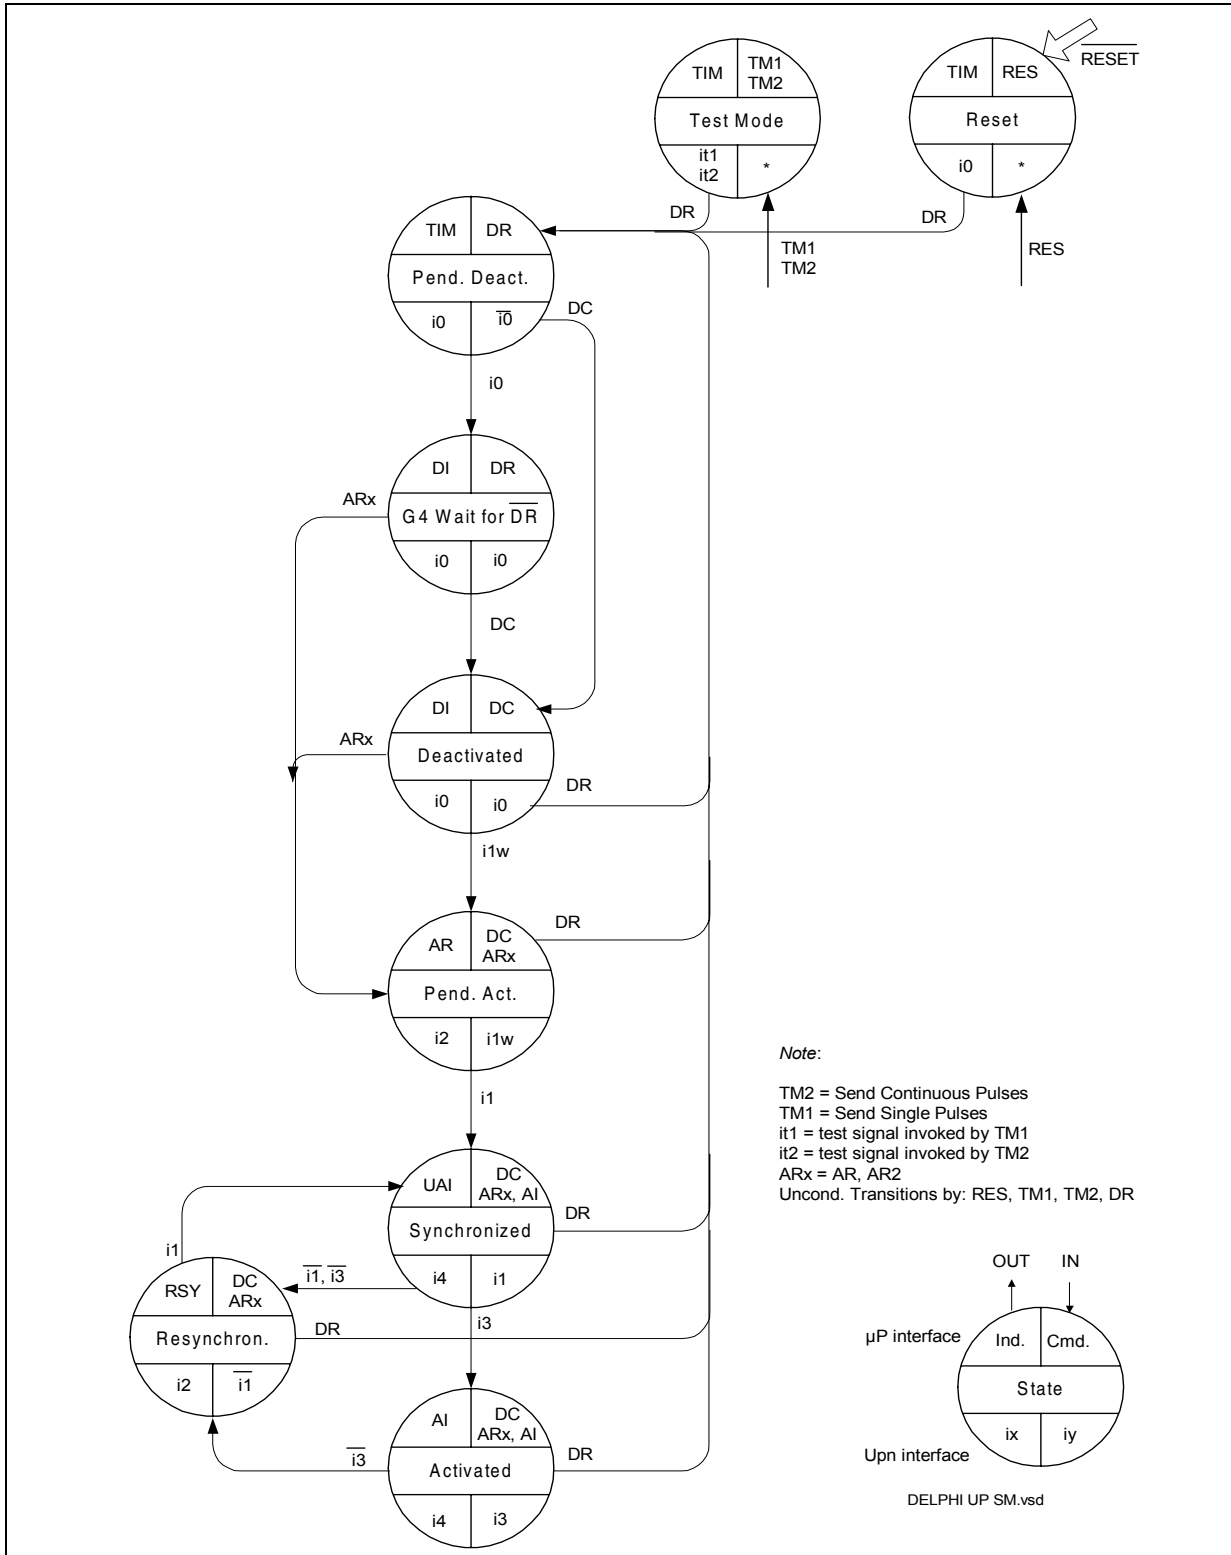 TIM
TM1
TM2
Test Mode
it1
it2
*
TIM
RES
Reset
i0
*
RESET
DR
DR
TM1
TM2
RES
TIM
DR
Pend. Deact.
i0
i0
DC
i0
DI
DR
G4 Wait for DR
i0
i0
ARx
DC
DI
DC
Deactivated
i0
i0
ARx
DR
i1w
AR
DC
ARx
Pend. Act.
i2
i1w
DR
i1
UAI
DC
ARx, AI
Synchronized
i4
i1
DR
i1
i1, i3
i3
RSY
DC
ARx
Resynchron.
i2
i1
DR
AI
DC
ARx, AI
Activated
i4
i3
i3
DR
Note:
TM2 = Send Continuous Pulses
TM1 = Send Single Pulses
it1 = test signal invoked by TM1
it2 = test signal invoked by TM2
ARx = AR, AR2
Uncond. Transitions by: RES, TM1, TM2, DR
OUT
IN
µP interface
Ind.
Cmd.
State
ix
iy
Upn interface
DELPHI UP SM.vsd